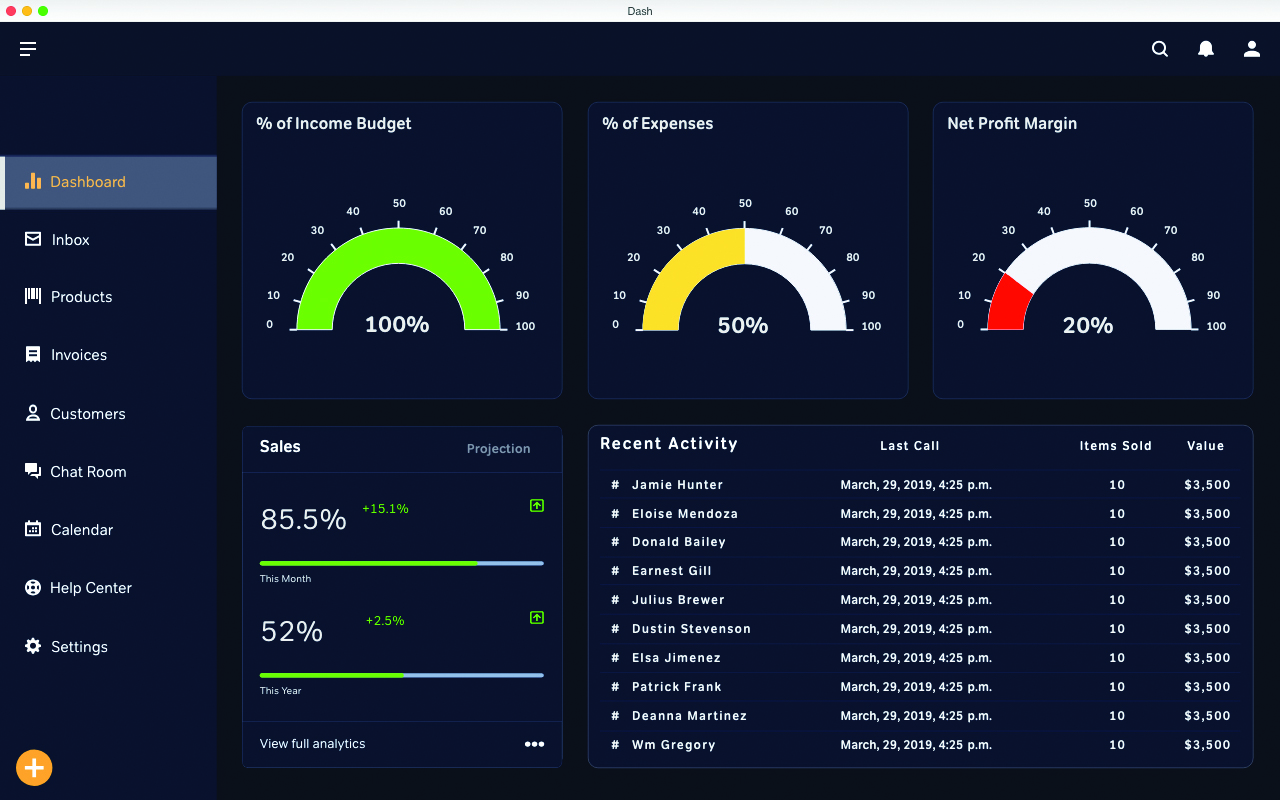 Dash
Dashboard
Inbox
Products
Invoices
Customers
Chat Room
Calendar
Help Center
Settings
% of Income Budget
0
10
20
30
40
50
60
70
80
90
100
100%
% of Expenses
0
10
20
30
40
50
60
70
80
90
100
50%
Net Profit Margin
0
10
20
30
40
50
60
70
80
90
100
20%
Sales Projection
85.5% +15.1%
This Month
52% +2.5%
This Year
View full analytics
Recent Activity Last Call Items Sold Value
# Jamie Hunter March, 29, 2019, 4:25 p.m. 10 $3,500
# Eloise Mendoza March, 29, 2019, 4:25 p.m. 10 $3,500
# Donald Bailey March, 29, 2019, 4:25 p.m. 10 $3,500
# Earnest Gill March, 29, 2019, 4:25 p.m. 10 $3,500
# Julius Brewer March, 29, 2019, 4:25 p.m. 10 $3,500
# Dustin Stevenson March, 29, 2019, 4:25 p.m. 10 $3,500
# Elsa Jimenez March, 29, 2019, 4:25 p.m. 10 $3,500
# Patrick Frank March, 29, 2019, 4:25 p.m. 10 $3,500
# Deanna Martinez March, 29, 2019, 4:25 p.m. 10 $3,500
# Wm Gregory March, 29, 2019, 4:25 p.m. 10 $3,500